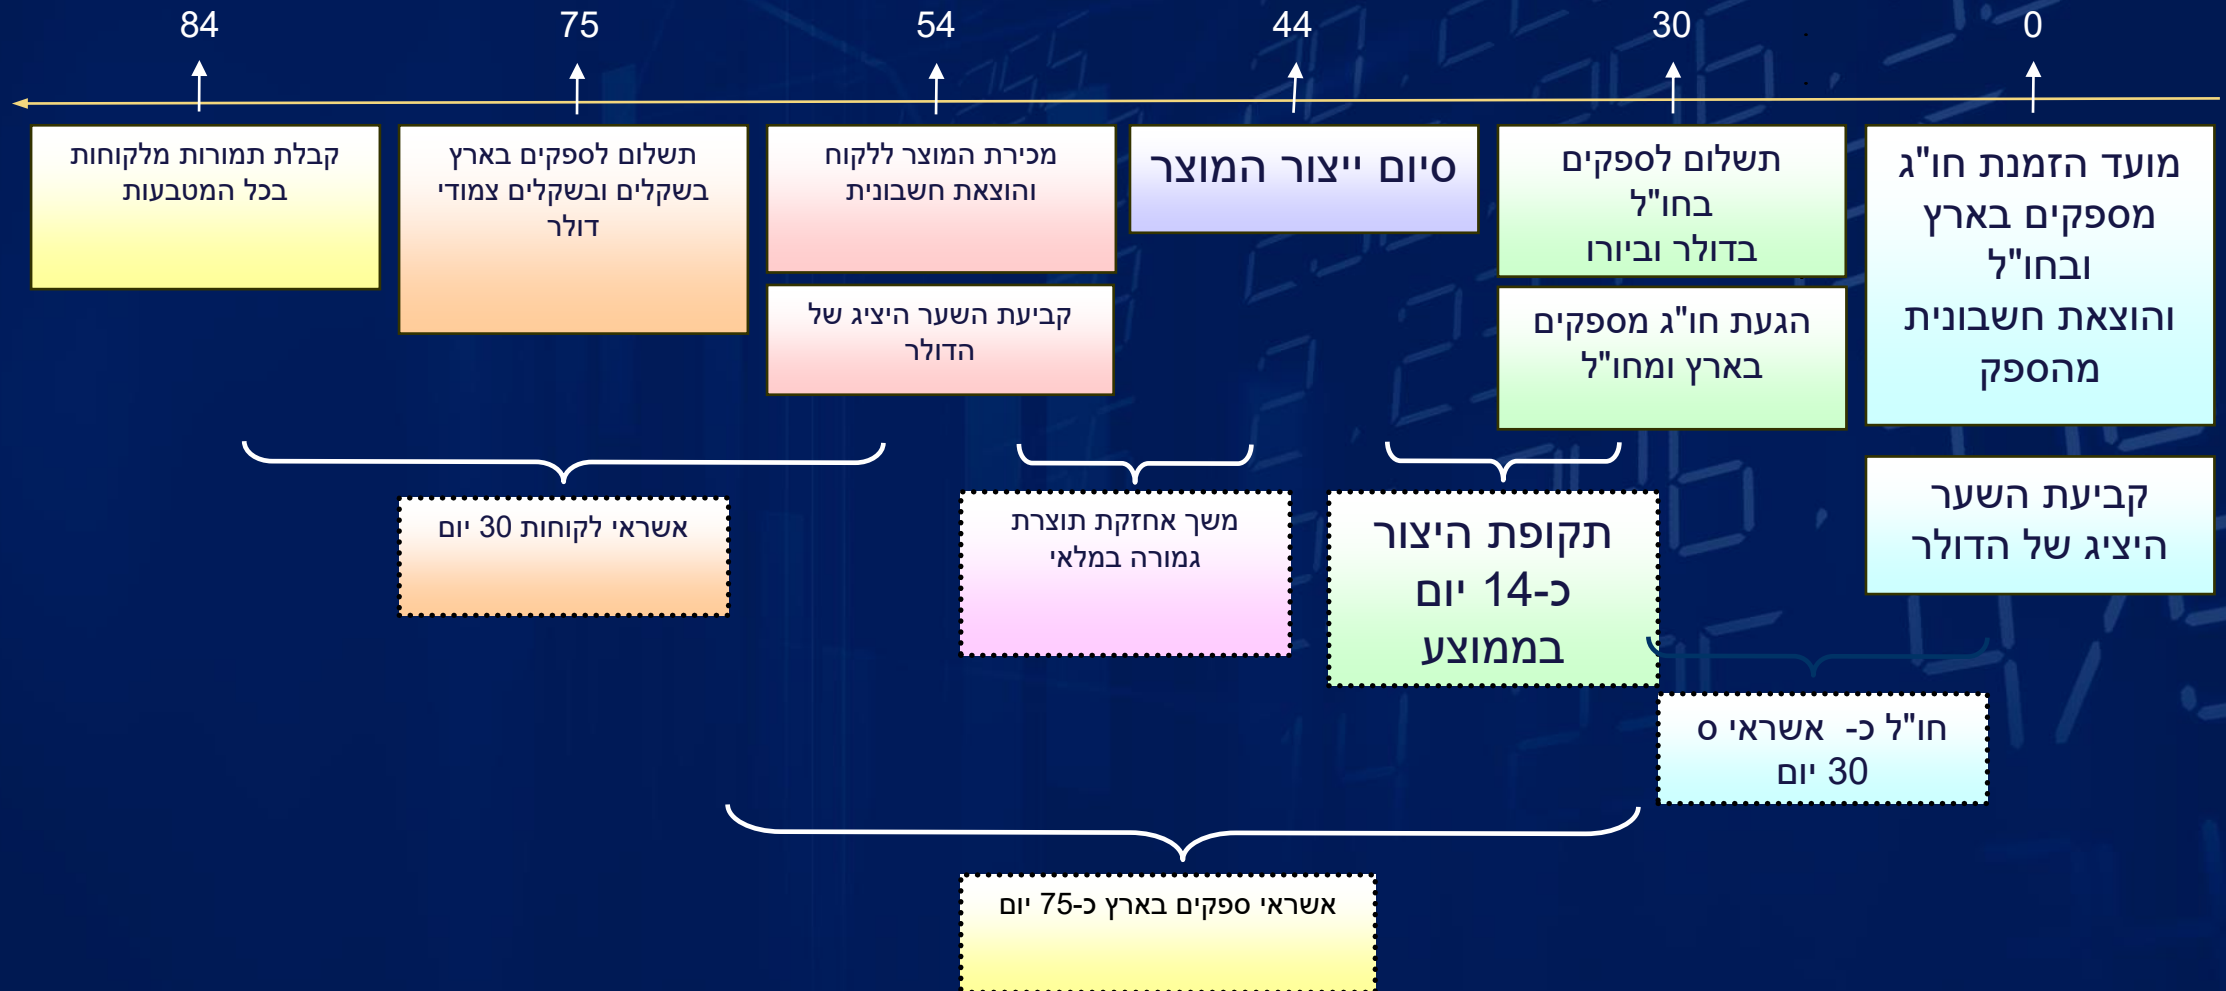 0
30
44
54
75
84
מועד הזמנת חו"ג
מספקים בארץ
ובחו"ל
והוצאת חשבונית
מהספק
קביעת השער
היציג של הדולר
תשלום לספקים
בחו"ל
בדולר וביורו
הגעת חו"ג מספקים
בארץ ומחו"ל
סיום ייצור המוצר
מכירת המוצר ללקוח
והוצאת חשבונית
קביעת השער היציג של
הדולר
תשלום לספקים בארץ
בשקלים ובשקלים צמודי
דולר
קבלת תמורות מלקוחות
בכל המטבעות
חו"ל כ- אשראי ס
30 יום
תקופת היצור
כ-14 יום
בממוצע
משך אחזקת תוצרת
גמורה במלאי
אשראי לקוחות 30 יום
אשראי ספקים בארץ כ-75 יום